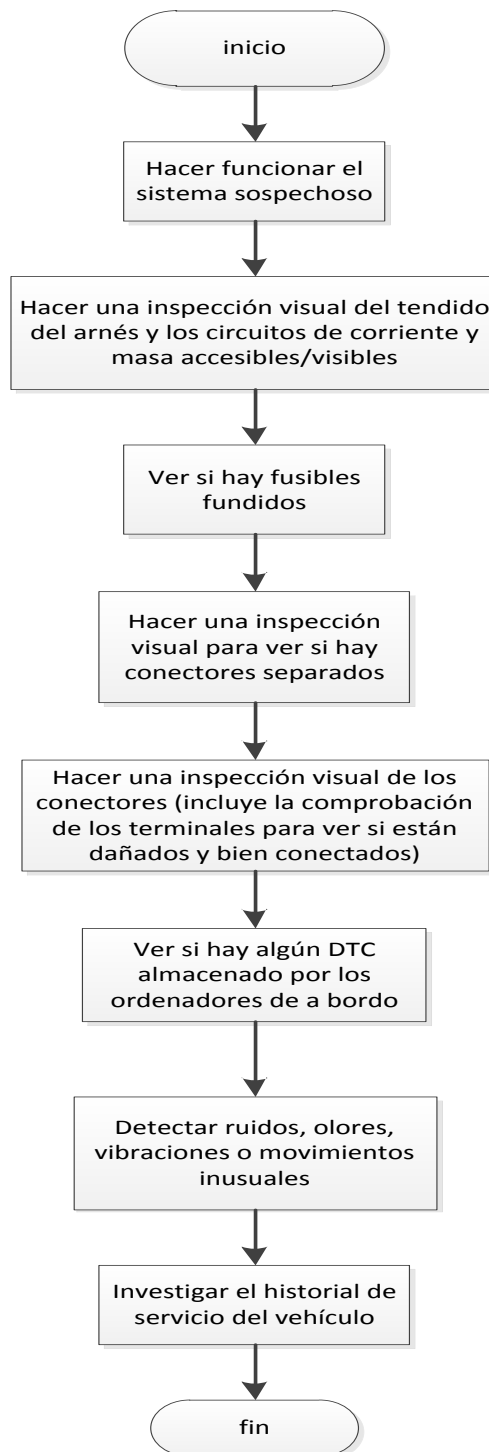 inicio
Hacer funcionar el
sistema sospechoso
Hacer una inspección visual del tendido
del arnés y los circuitos de corriente y
masa accesibles/visibles
Ver si hay fusibles
fundidos
Hacer una inspección
visual para ver si hay
conectores separados
Hacer una inspección visual de los
conectores (incluye la comprobación
de los terminales para ver si están
dañados y bien conectados)
Ver si hay algún DTC
almacenado por los
ordenadores de a bordo
Detectar ruidos, olores,
vibraciones o movimientos
inusuales
Investigar el historial de
servicio del vehículo
fin